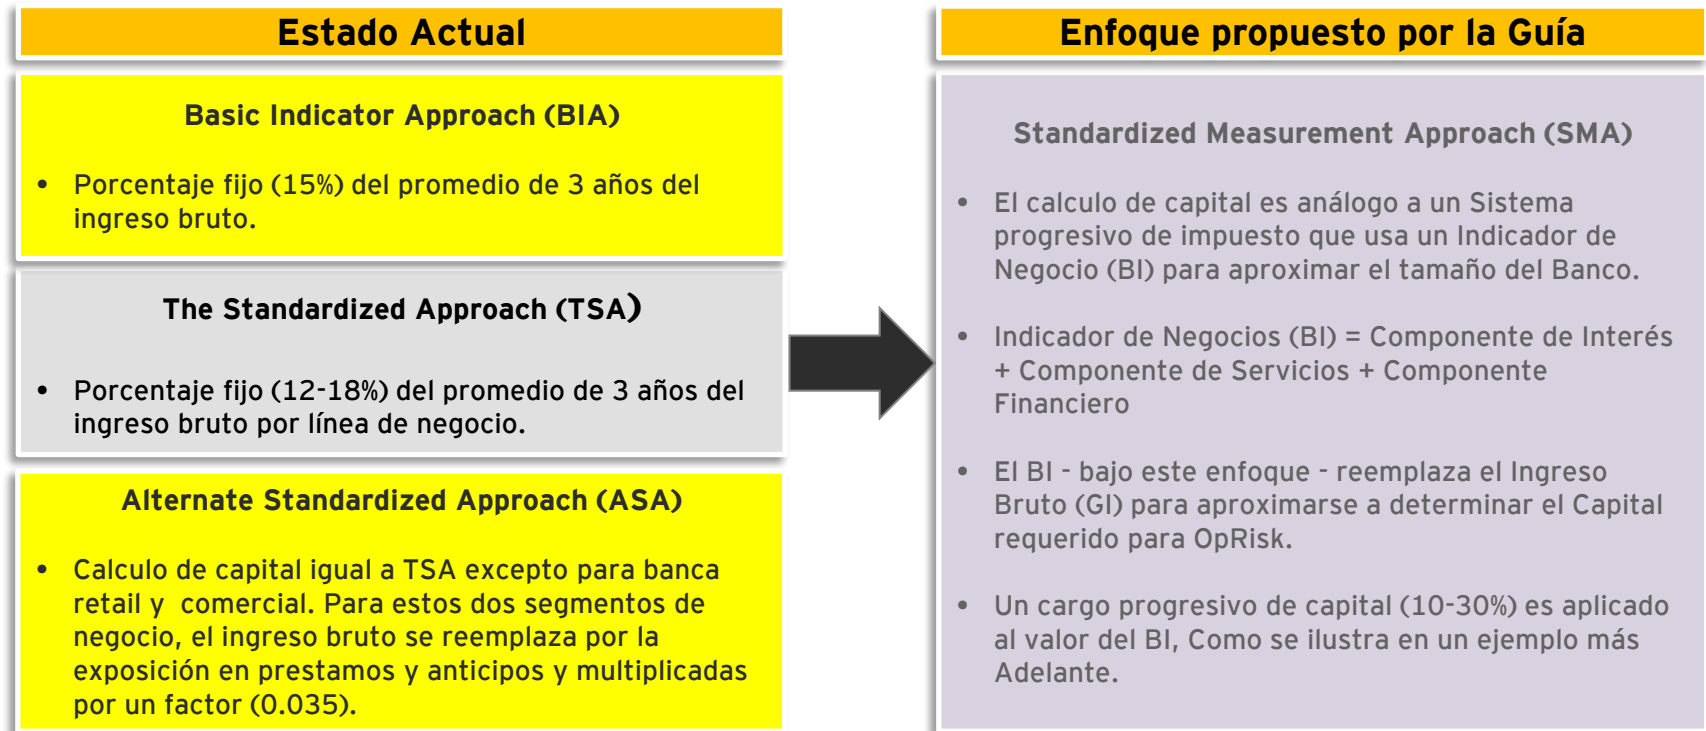 Estado Actual
Basic Indicator Approach (BIA)
• Porcentaje fijo (15%) del promedio de 3 años del
ingreso bruto.
The Standardized Approach (TSA)
• Porcentaje fijo (12-18%) del promedio de 3 años del
ingreso bruto por línea de negocio.
Alternate Standardized Approach (ASA)
• Calculo de capital igual a TSA excepto para banca
retail y comercial. Para estos dos segmentos de
negocio, el ingreso bruto se reemplaza por la
exposición en prestamos y anticipos y multiplicadas
por un factor (0.035).
Enfoque propuesto por la Guía
Standardized Measurement Approach (SMA)
• El calculo de capital es análogo a un Sistema
progresivo de impuesto que usa un Indicador de
Negocio (BI) para aproximar el tamaño del Banco.
• Indicador de Negocios (BI) = Componente de Interés
+ Componente de Servicios + Componente
Financiero
• El BI - bajo este enfoque - reemplaza el Ingreso
Bruto (GI) para aproximarse a determinar el Capital
requerido para OpRisk.
• Un cargo progresivo de capital (10-30%) es aplicado
al valor del BI, Como se ilustra en un ejemplo más
Adelante.